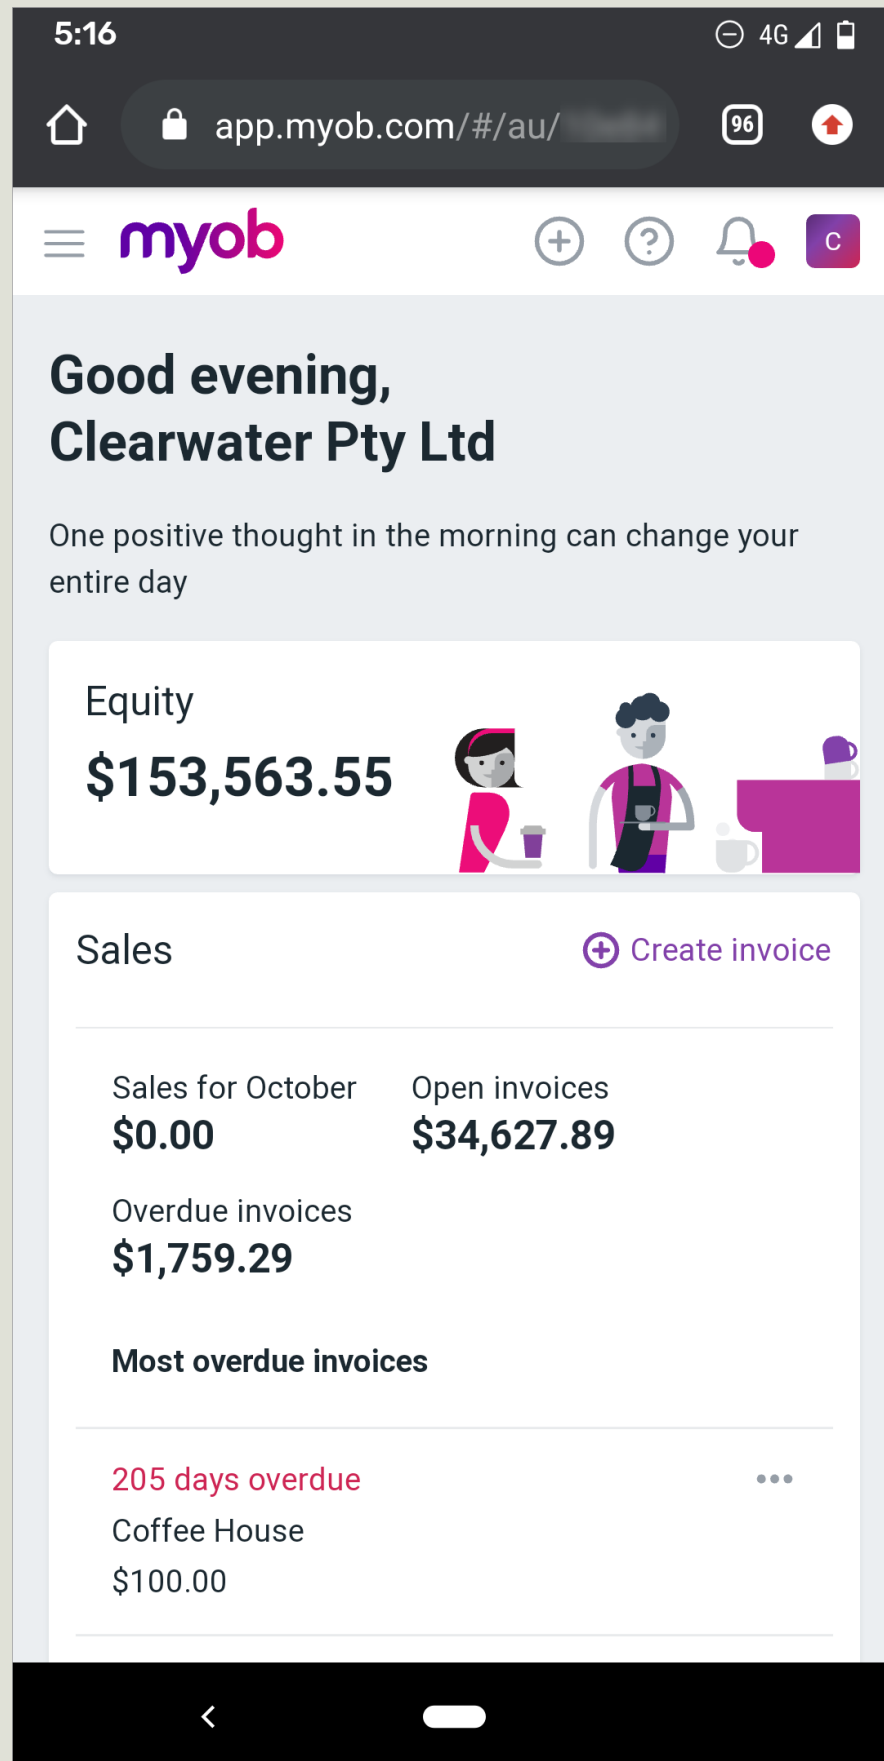 5:16
4G
app.myob.com/#/au/
96
myob
C
Good evening,
Clearwater Pty Ltd
One positive thought in the morning can change your
entire day
Equity
$153,563.55
Sales
Create invoice
Sales for October
Open invoices
$0.00
$34,627.89
Overdue invoices
$1,759.29
Most overdue invoices
205 days overdue
Coffee House
$100.00